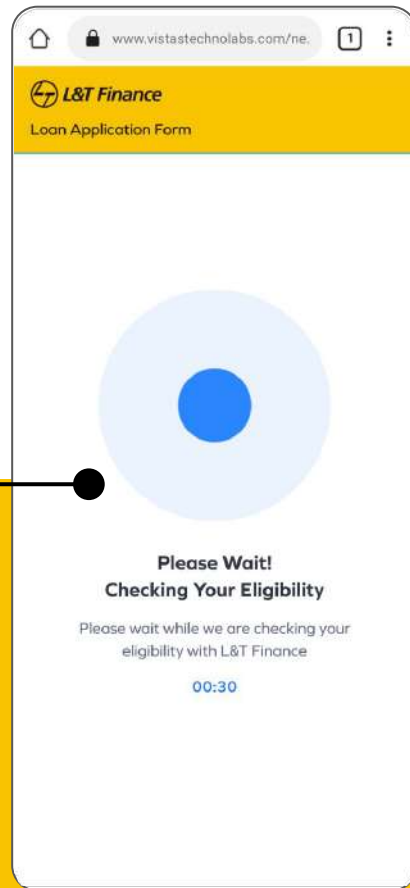 www.vistastechnolabs.com/ne.
1
L&T Finance
Loan Application Form
Please Wait!
Checking Your Eligibility
Please wait while we are checking your
eligibility with L&T Finance
00:30